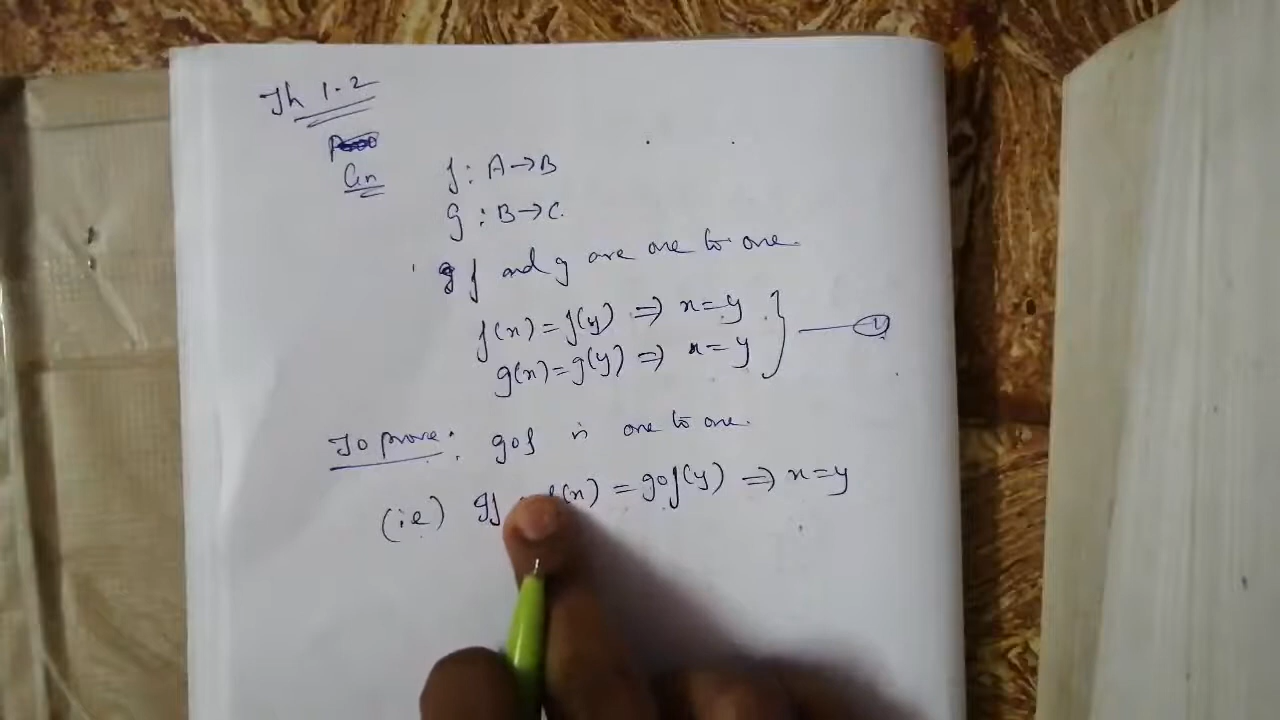 Th 1.2
Gn
f : A→B
g : B→C.
f and g are one to one.
f(x) = f(y) ⇒ x = y
g(x) = g(y) ⇒ x = y } — 1
To prove: gof is one to one.
(ie) If (x) = gof(y) ⇒ x = y